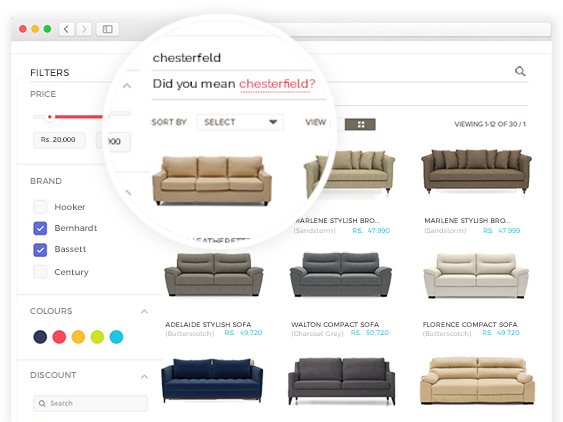 chesterfeld
Did you mean chesterfield?
FILTERS
PRICE
Rs. 20,000
SORT BY
SELECT
VIEW
VIEWING 1-12 OF 30 / 1
BRAND
Hooker
Bernhardt
Bassett
Century
MARLENE STYLISH BRO...
(Sandstorm) RS. 47,990
MARLENE STYLISH BRO...
(Sandstorm) RS. 47,999
COLOURS
ADELAIDE STYLISH SOFA
(Butterscotch) RS. 49,720
WALTON COMPACT SOFA
(Charcoal Grey) RS. 50,720
FLORENCE COMPACT SOFA
(Butterscotch) RS. 49,720
DISCOUNT
Search